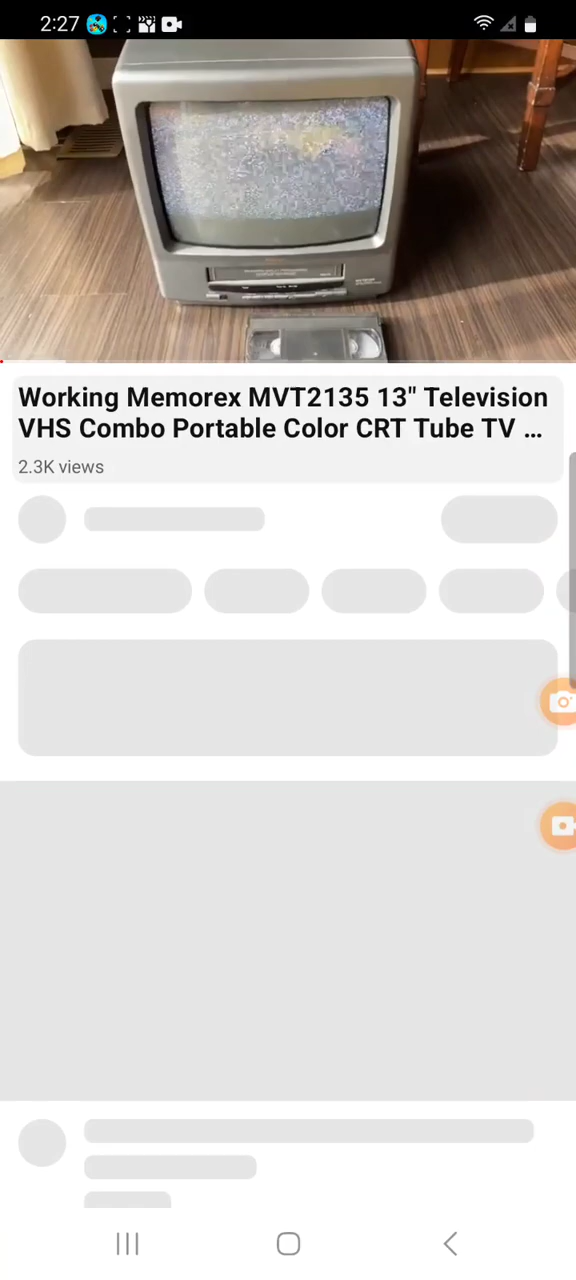 2:27
Working Memorex MVT2135 13" Television
VHS Combo Portable Color CRT Tube TV ...
2.3K views